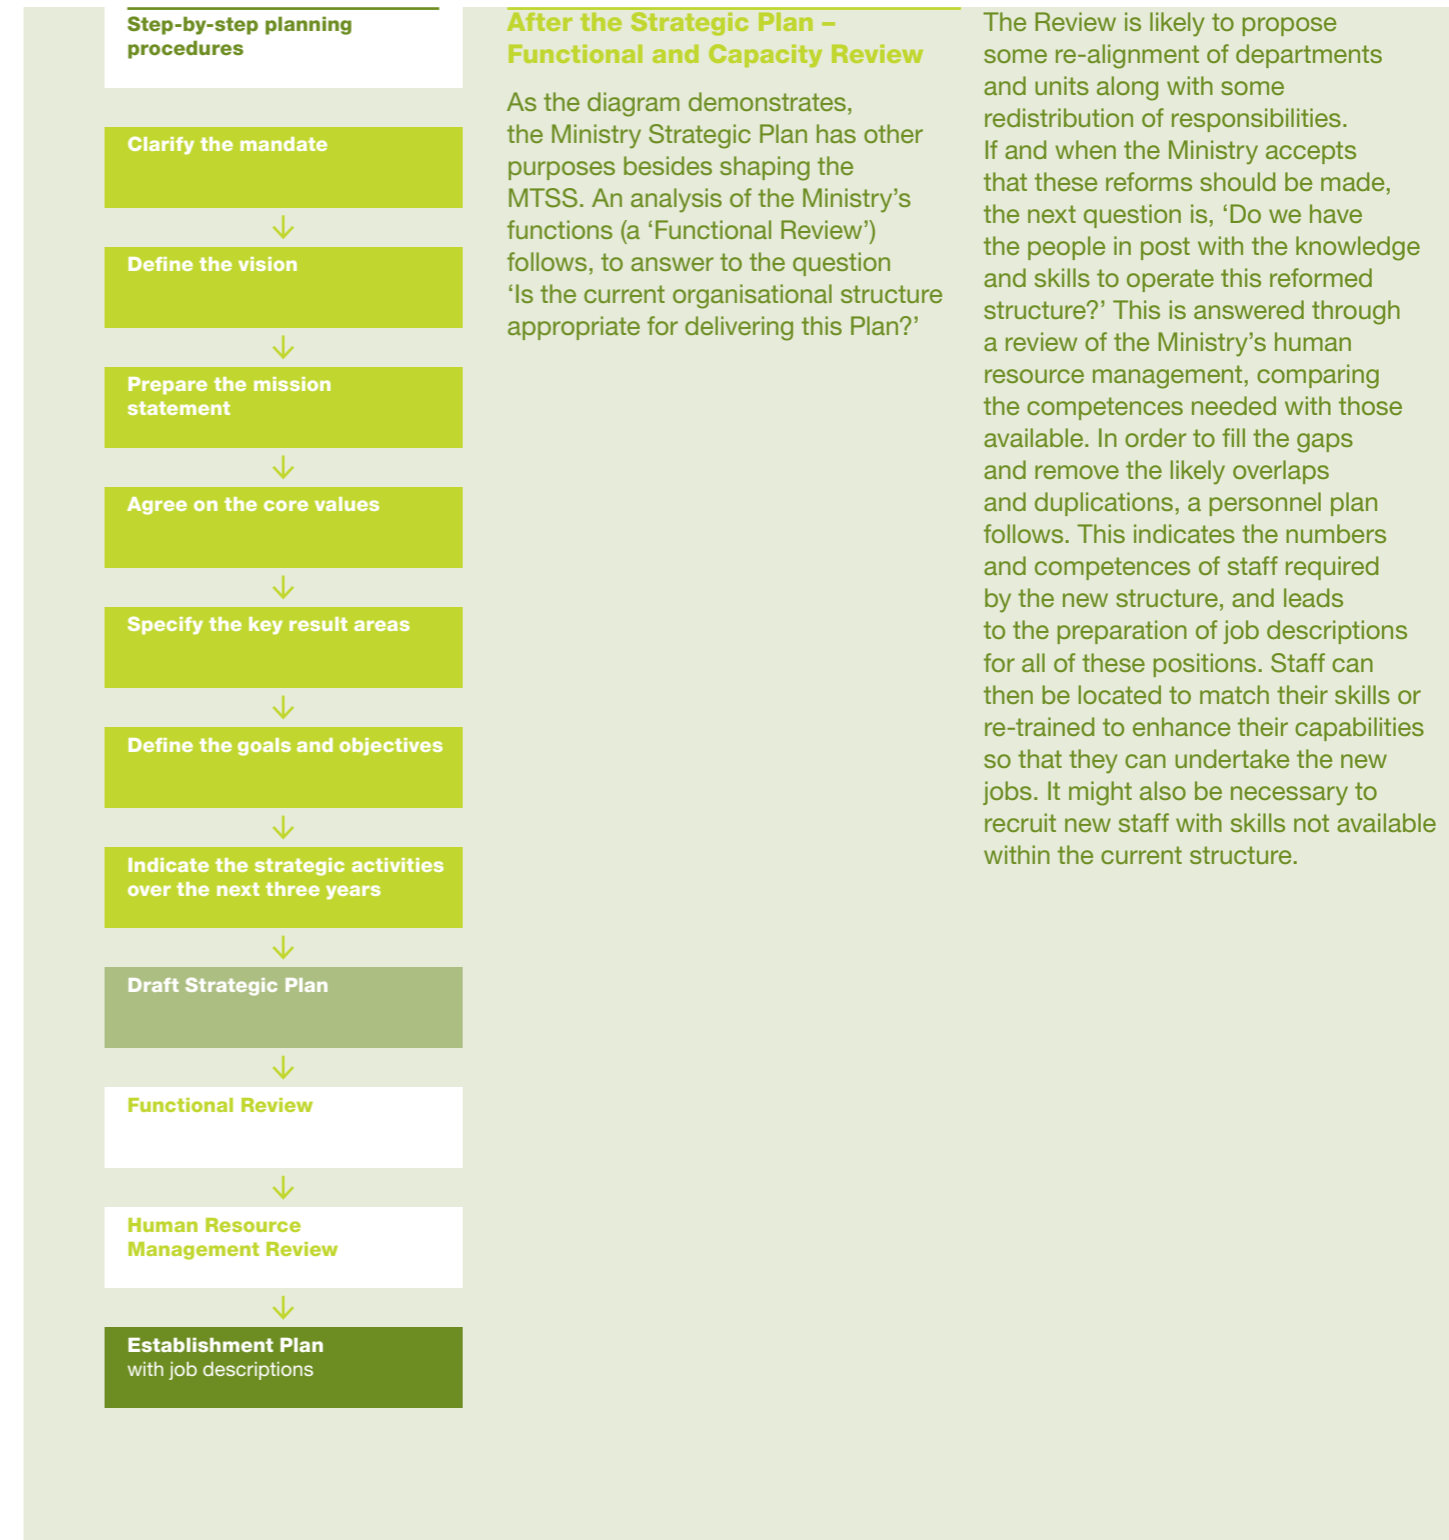 Step-by-step planning
procedures
Clarify the mandate
↓
Define the vision
↓
Prepare the mission
statement
↓
Agree on the core values
↓
Specify the key result areas
↓
Define the goals and objectives
↓
Indicate the strategic activities
over the next three years
↓
Draft Strategic Plan
↓
Functional Review
↓
Human Resource
Management Review
↓
Establishment Plan
with job descriptions
After the Strategic Plan –
Functional and Capacity Review
As the diagram demonstrates,
the Ministry Strategic Plan has other
purposes besides shaping the
MTSS. An analysis of the Ministry’s
functions (a ‘Functional Review’)
follows, to answer to the question
‘Is the current organisational structure
appropriate for delivering this Plan?’
The Review is likely to propose
some re-alignment of departments
and units along with some
redistribution of responsibilities.
If and when the Ministry accepts
that these reforms should be made,
the next question is, ‘Do we have
the people in post with the knowledge
and skills to operate this reformed
structure?’ This is answered through
a review of the Ministry’s human
resource management, comparing
the competences needed with those
available. In order to fill the gaps
and remove the likely overlaps
and duplications, a personnel plan
follows. This indicates the numbers
and competences of staff required
by the new structure, and leads
to the preparation of job descriptions
for all of these positions. Staff can
then be located to match their skills or
re-trained to enhance their capabilities
so that they can undertake the new
jobs. It might also be necessary to
recruit new staff with skills not available
within the current structure.